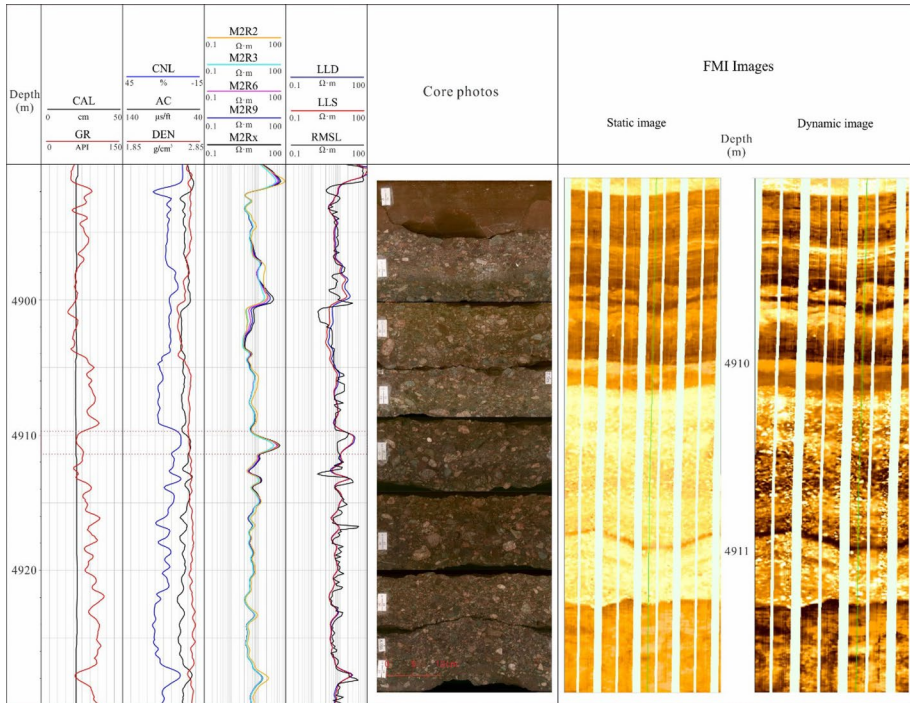 Depth
(m)
CAL
0 cm 50
GR
0 API 150
CNL
45 % -15
AC
140 μs/ft 40
DEN
1.85 g/cm³ 2.85
M2R2
0.1 Ω·m 100
M2R3
0.1 Ω·m 100
M2R6
0.1 Ω·m 100
M2R9
0.1 Ω·m 100
M2Rx
0.1 Ω·m 100
LLD
0.1 Ω·m 100
LLS
0.1 Ω·m 100
RMSL
0.1 Ω·m 100
Core photos
FMI Images
Static image
Depth
(m)
Dynamic image
4900
4910
4920
4910
4911